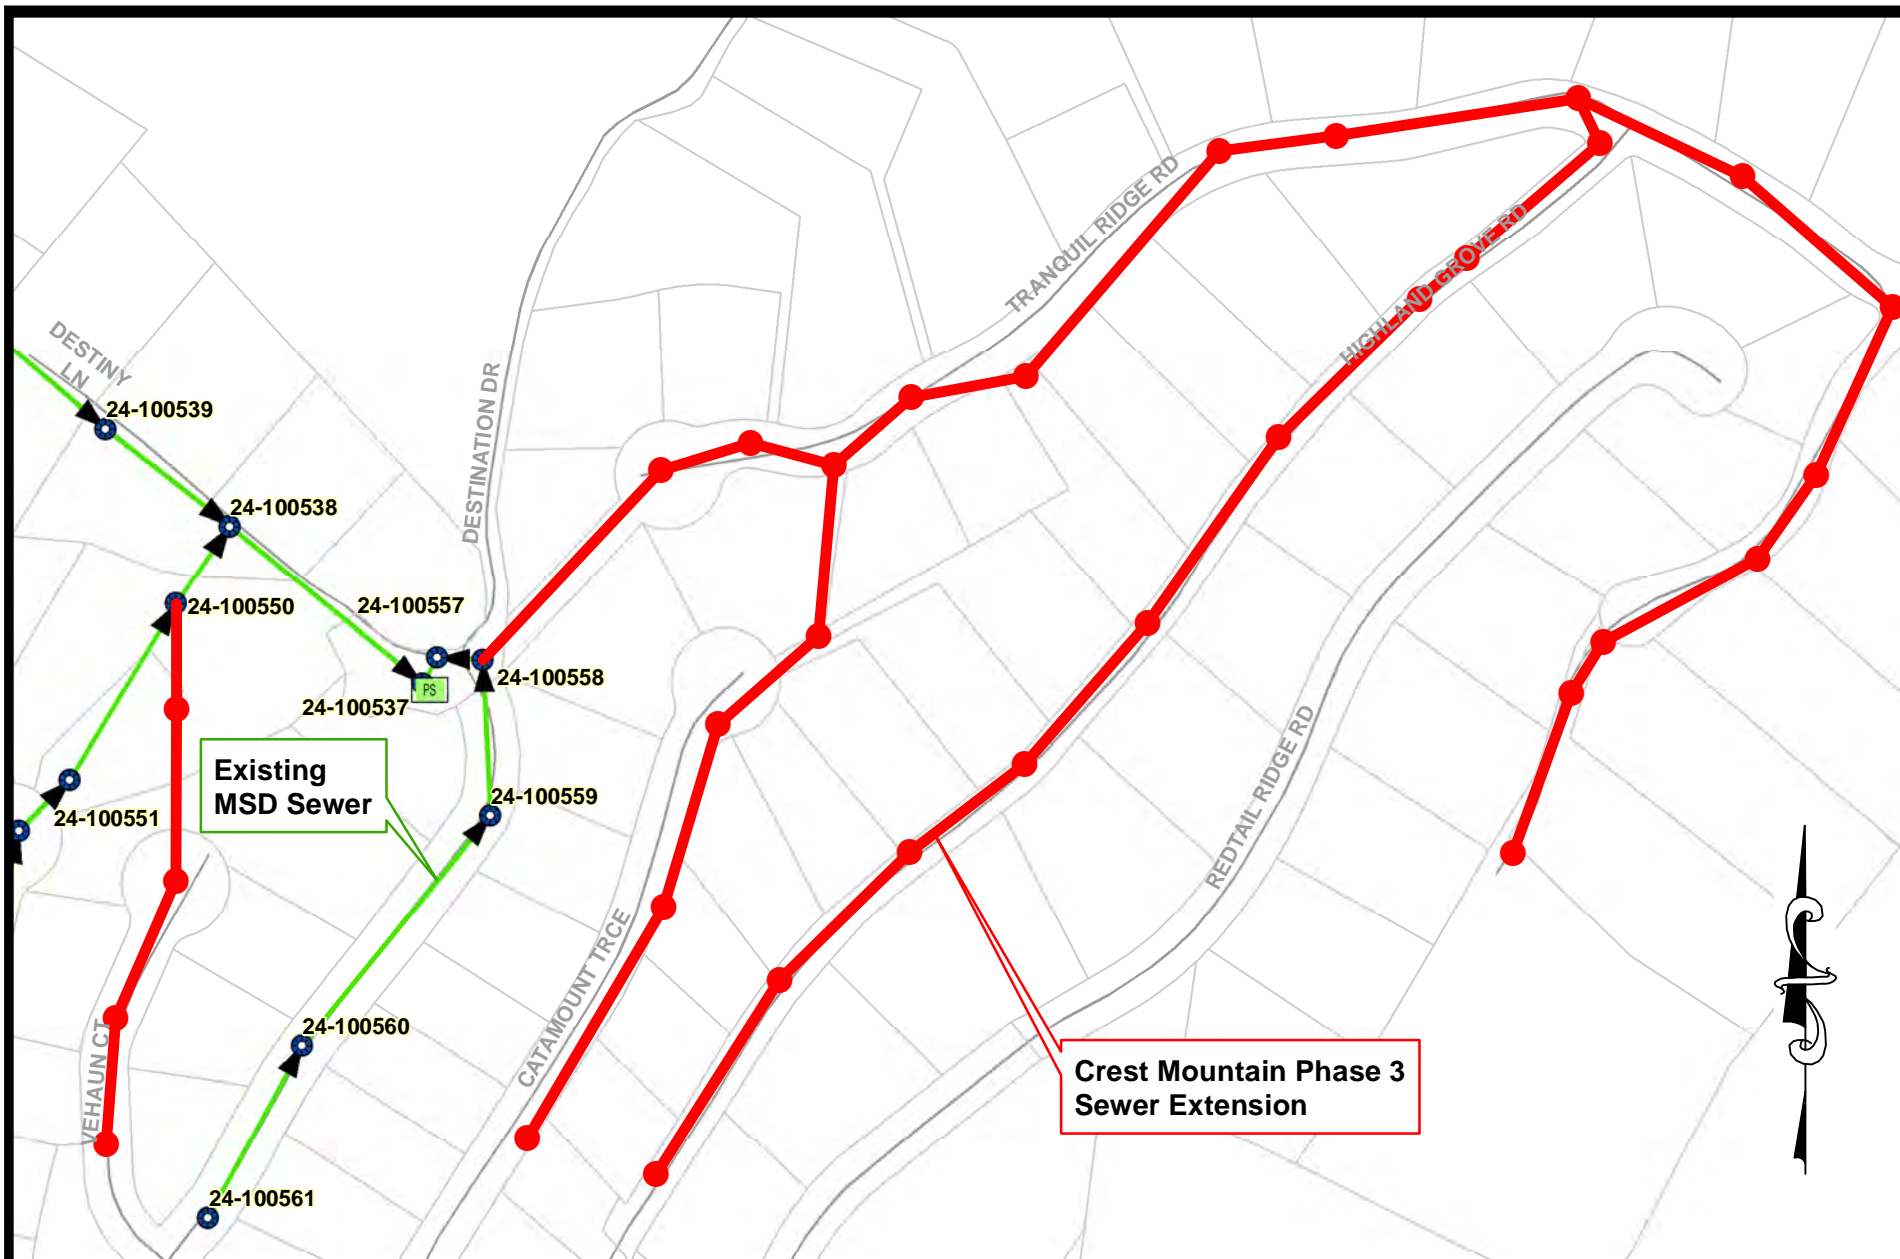 TRANQUIL RIDGE RD
HIGHLAND GROVE RD
DESTINY
LN
24-100539
DESTINATION DR
24-100538
24-100557
24-100550
24-100558
PS
24-100537
Existing
MSD Sewer
24-100559
24-100551
REDTAIL RIDGE RD
CATAMOUNT TRCE
24-100560
VEHAUN CT
Crest Mountain Phase 3
Sewer Extension
24-100561